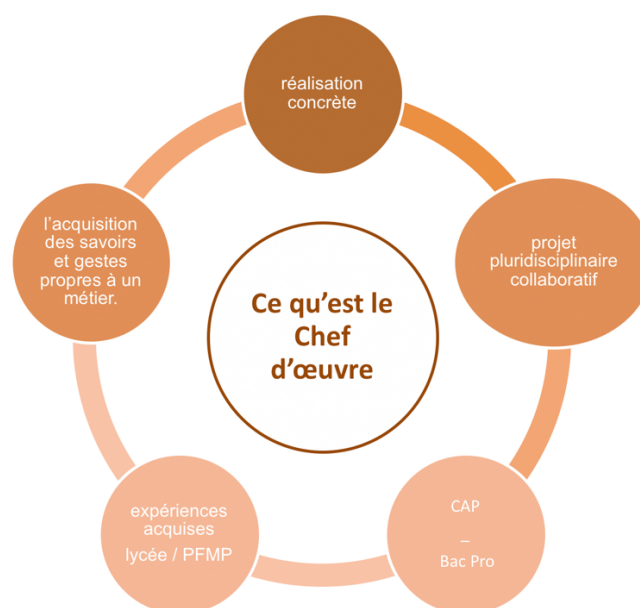 réalisation
concrète
projet
pluridisciplinaire
collaboratif
CAP
–
Bac Pro
expériences
acquises
lycée / PFMP
l'acquisition
des savoirs
et gestes
propres à un
métier.
Ce qu'est le
Chef
d'œuvre